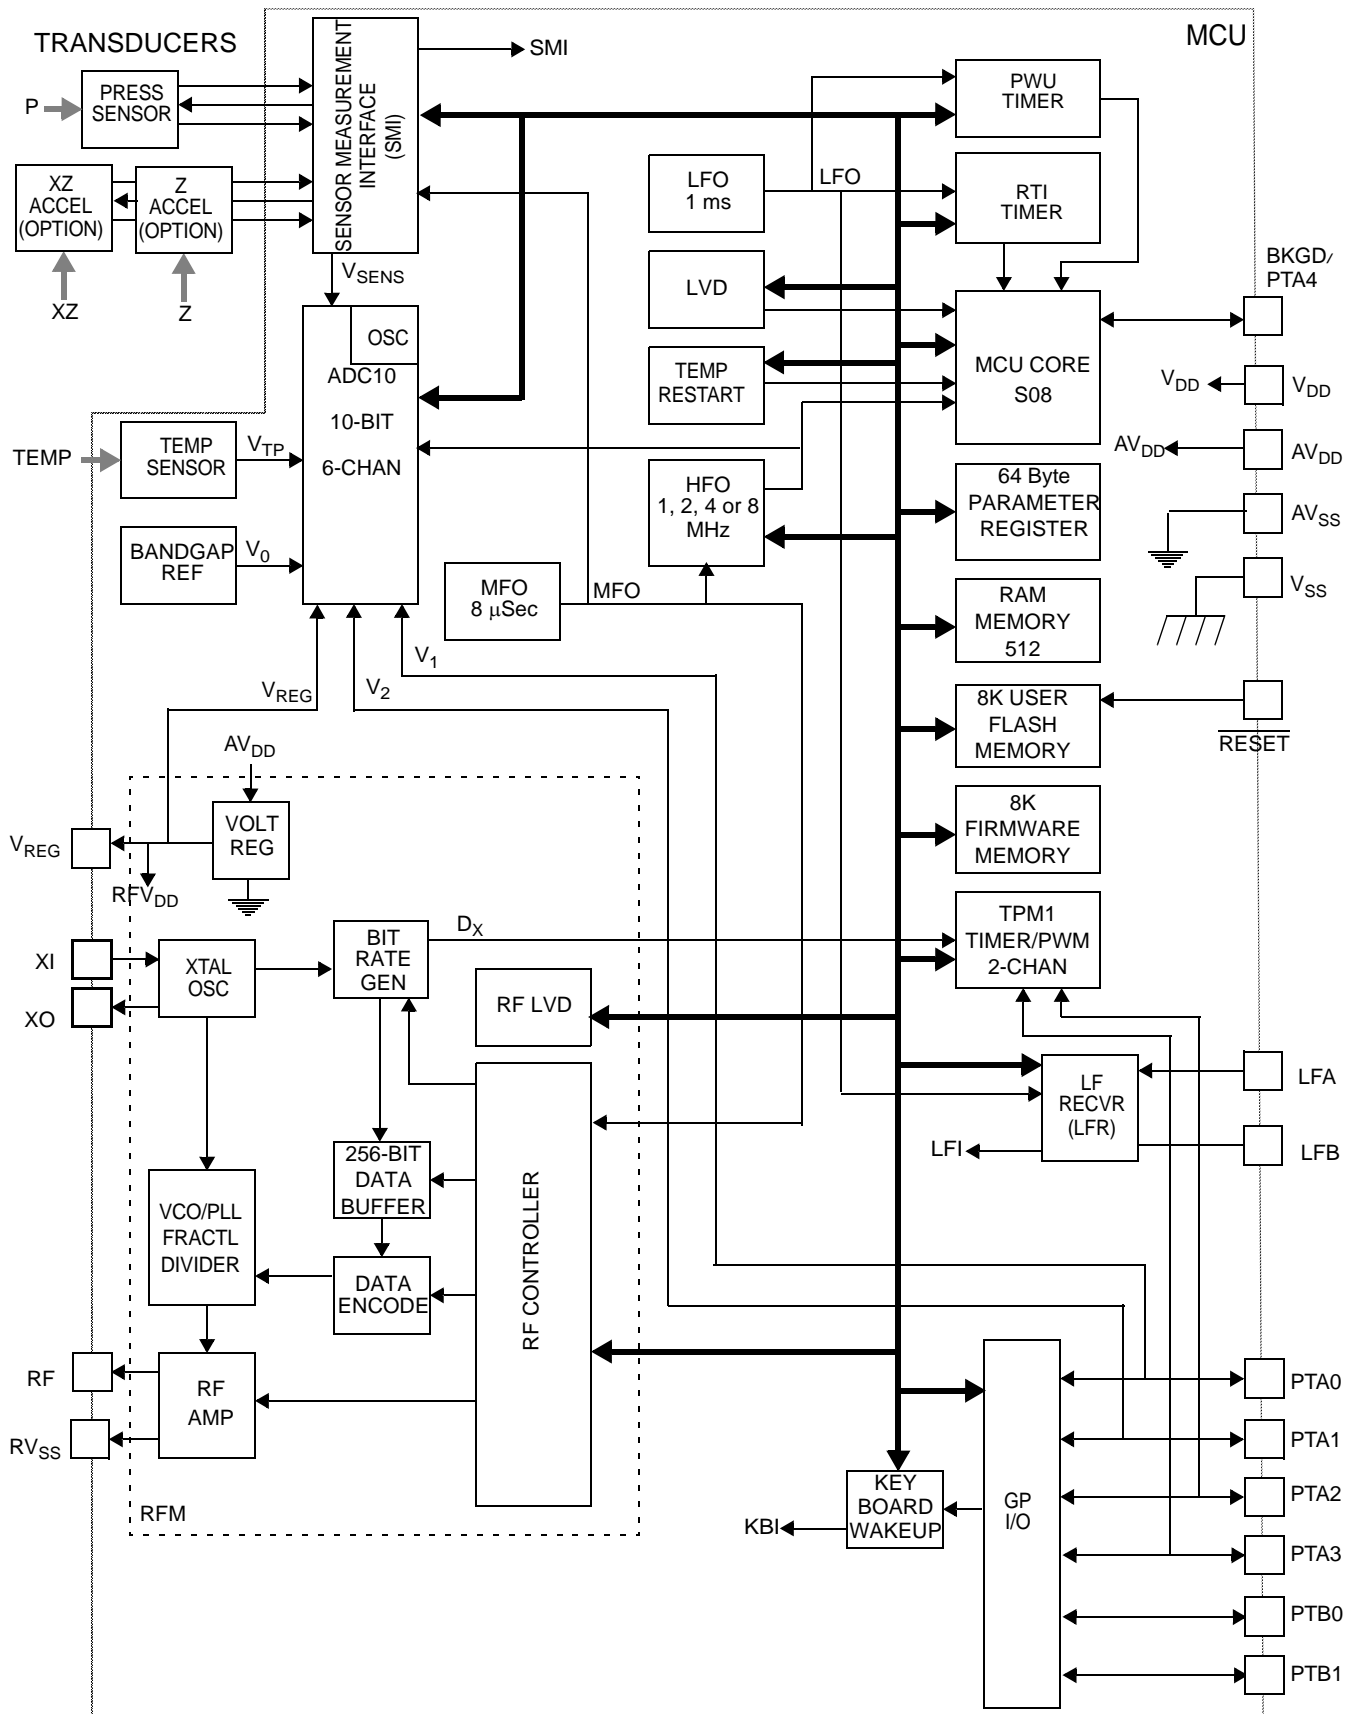 TRANSDUCERS
MCU
P
PRESS
SENSOR
SENSOR MEASUREMENT
INTERFACE
(SMI)
SMI
PWU
TIMER
XZ
ACCEL
(OPTION)
Z
ACCEL
(OPTION)
XZ
Z
LFO
1 ms
LFO
RTI
TIMER
VSENS
LVD
BKGD/
PTA4
OSC
ADC10
10-BIT
6-CHAN
TEMP
RESTART
MCU CORE
S08
VDD
VDD
TEMP
TEMP
SENSOR
VTP
AVDD
AVDD
HFO
1, 2, 4 or 8
MHz
64 Byte
PARAMETER
REGISTER
AVSS
BANDGAP
REF
V0
MFO
8 μSec
MFO
RAM
MEMORY
512
VSS
V1
VREG
V2
8K USER
FLASH
MEMORY
RESET
AVDD
VOLT
REG
VREG
RFVDD
8K
FIRMWARE
MEMORY
XI
XO
XTAL
OSC
BIT
RATE
GEN
DX
TPM1
TIMER/PWM
2-CHAN
RF LVD
LF
RECVR
(LFR)
LFA
LFB
LFI
256-BIT
DATA
BUFFER
VCO/PLL
FRACTL
DIVIDER
DATA
ENCODE
RF CONTROLLER
RF
RVSS
RF
AMP
RFM
KEY
BOARD
WAKEUP
KBI
GP
I/O
PTA0
PTA1
PTA2
PTA3
PTB0
PTB1